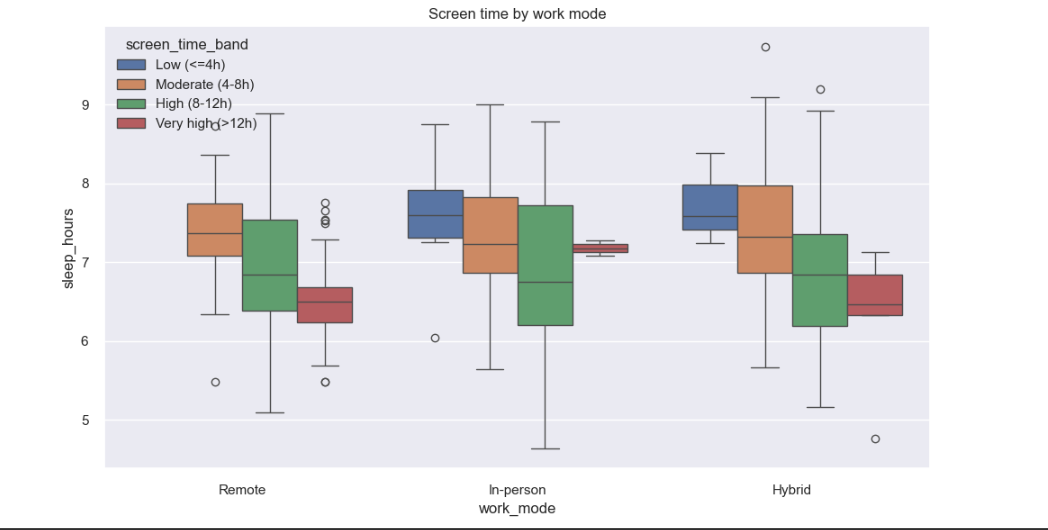 Screen time by work mode
screen_time_band
Low (<=4h)
Moderate (4-8h)
High (8-12h)
Very high (>12h)
9
8
7
6
5
sleep_hours
Remote
In-person
Hybrid
work_mode